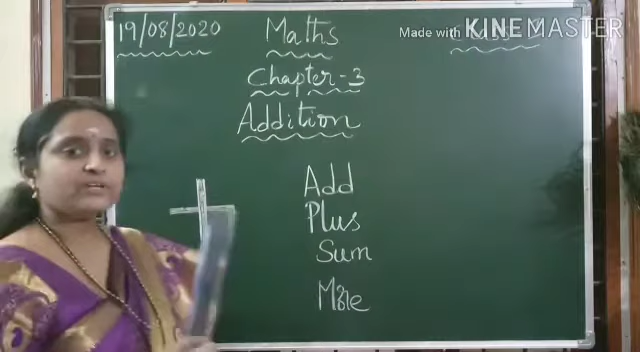 19/08/2020
Maths
Made with KINEMASTER
Chapter-3
Addition
Add
Plus
Sum
More